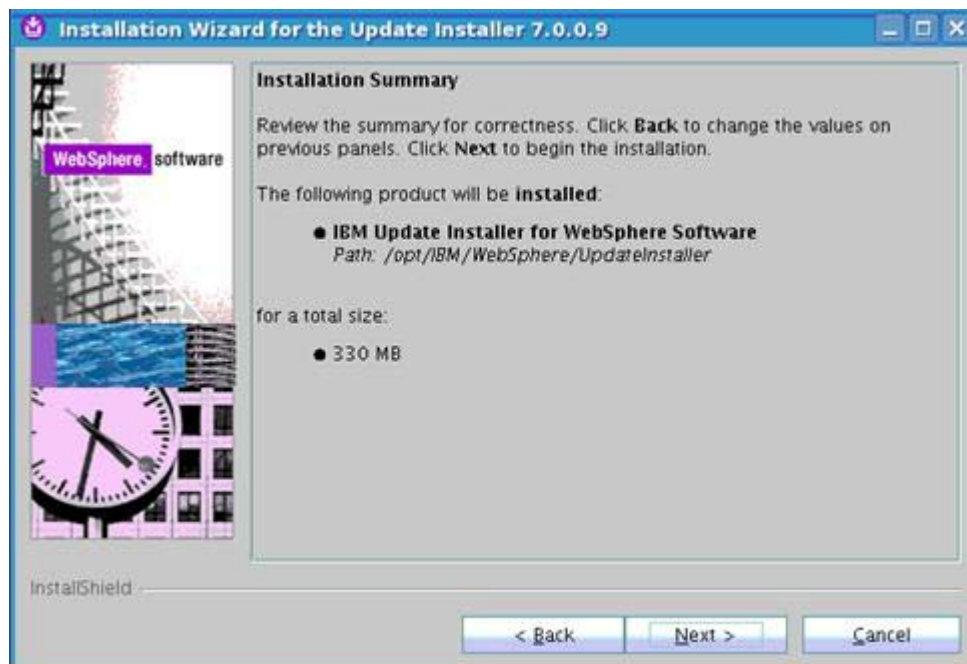 Installation Wizard for the Update Installer 7.0.0.9
WebSphere software
Installation Summary
Review the summary for correctness. Click Back to change the values on
previous panels. Click Next to begin the installation.
The following product will be installed:
● IBM Update Installer for WebSphere Software
Path: /opt/IBM/WebSphere/UpdateInstaller
for a total size:
● 330 MB
InstallShield
< Back
Next >
Cancel